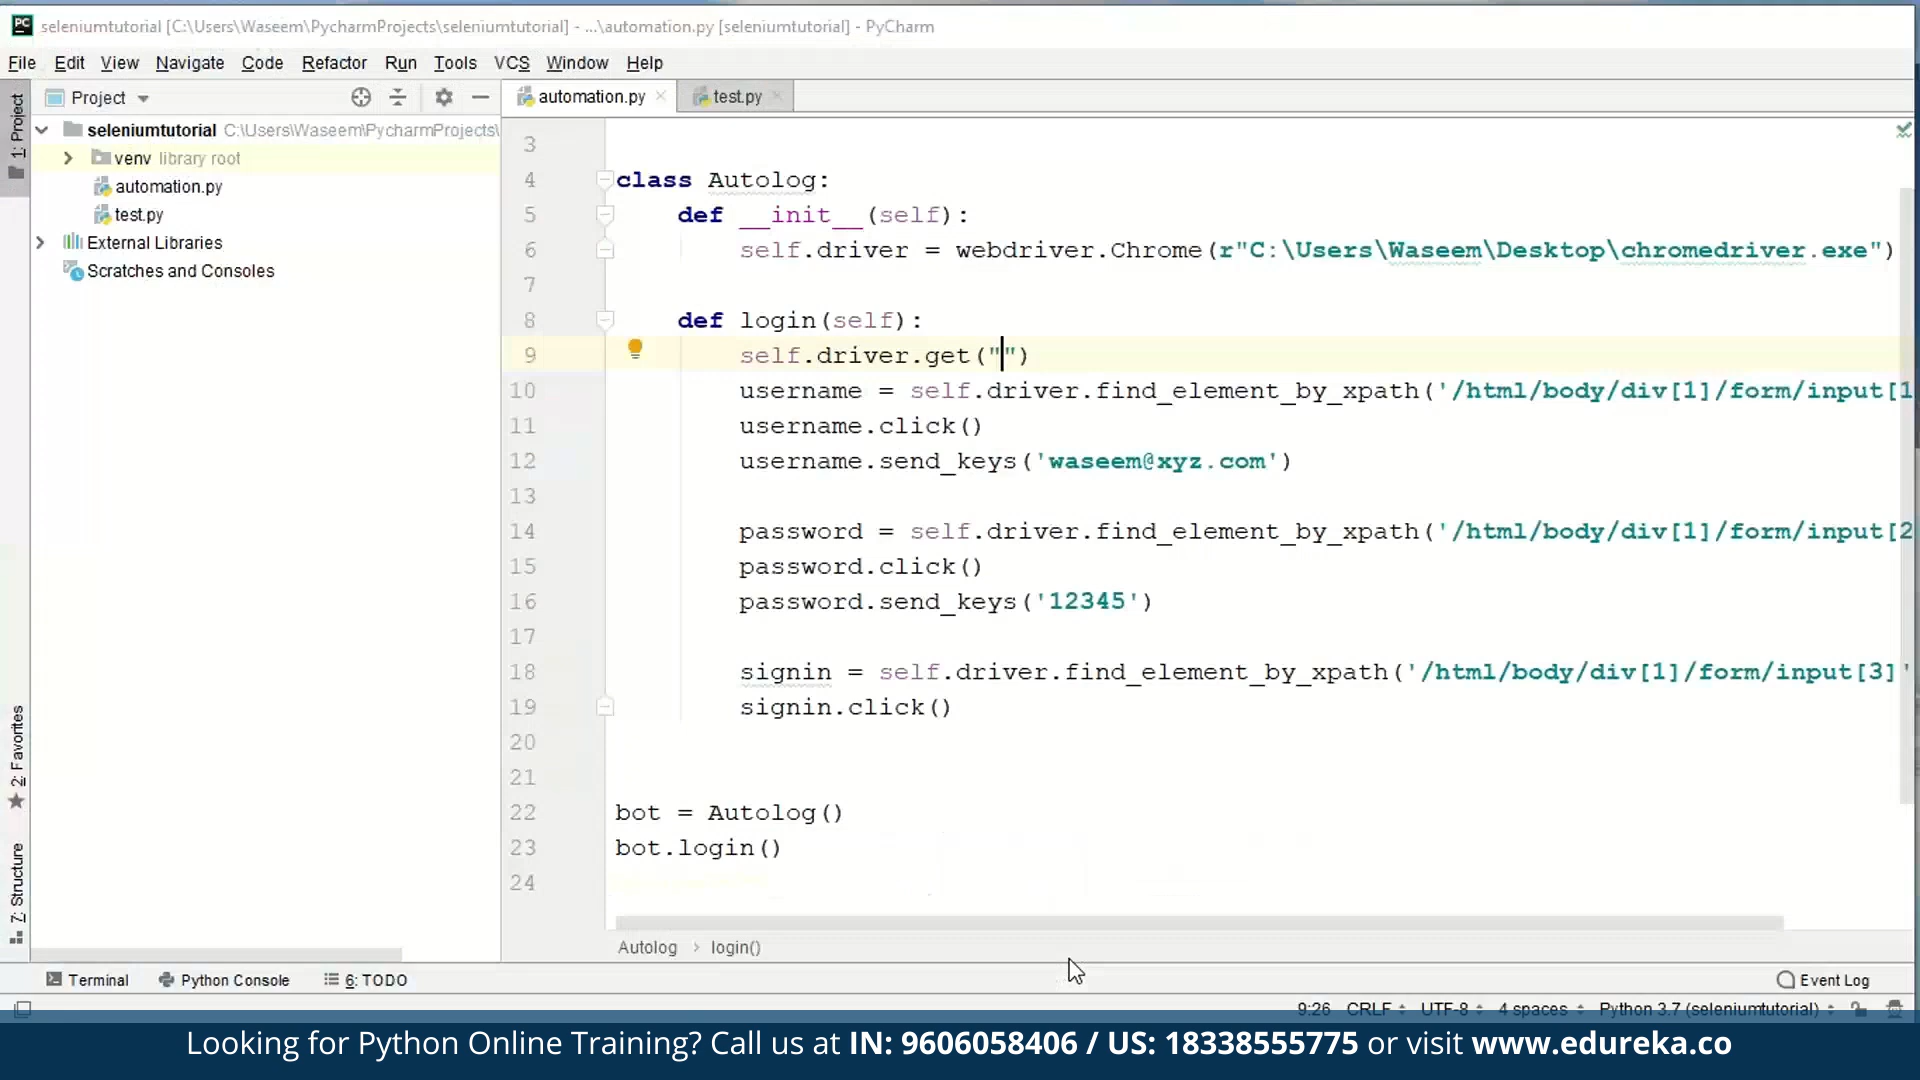 seleniumtutorial [C:\Users\Waseem\PycharmProjects\seleniumtutorial] - ...\automation.py [seleniumtutorial] - PyCharm
File Edit View Navigate Code Refactor Run Tools VCS Window Help
Project
automation.py
test.py
1: Project
seleniumtutorial C:\Users\Waseem\PycharmProjects\
venv library root
automation.py
test.py
External Libraries
Scratches and Consoles
2: Favorites
7: Structure
3
4 class Autolog:
5 def __init__(self):
6 self.driver = webdriver.Chrome(r"C:\Users\Waseem\Desktop\chromedriver.exe")
7
8 def login(self):
9 self.driver.get("")
10 username = self.driver.find_element_by_xpath('/html/body/div[1]/form/input[1
11 username.click()
12 username.send_keys('waseem@xyz.com')
13
14 password = self.driver.find_element_by_xpath('/html/body/div[1]/form/input[2
15 password.click()
16 password.send_keys('12345')
17
18 signin = self.driver.find_element_by_xpath('/html/body/div[1]/form/input[3]'
19 signin.click()
20
21
22 bot = Autolog()
23 bot.login()
24
Autolog > login()
Terminal Python Console 6: TODO Event Log
9:26 CRLF UTF-8 4 spaces Python 3.7 (seleniumtutorial)
Looking for Python Online Training? Call us at IN: 9606058406 / US: 18338555775 or visit www.edureka.co